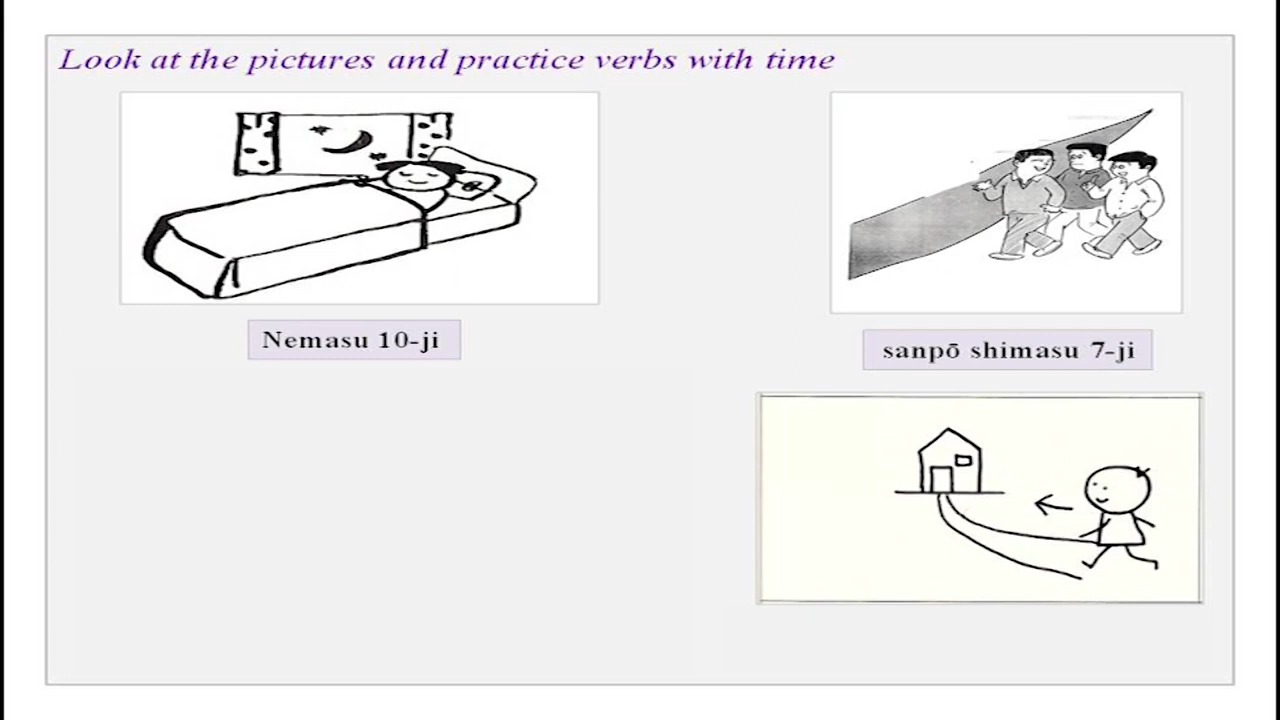 Look at the pictures and practice verbs with time
Nemasu 10-ji
sanpō shimasu 7-ji